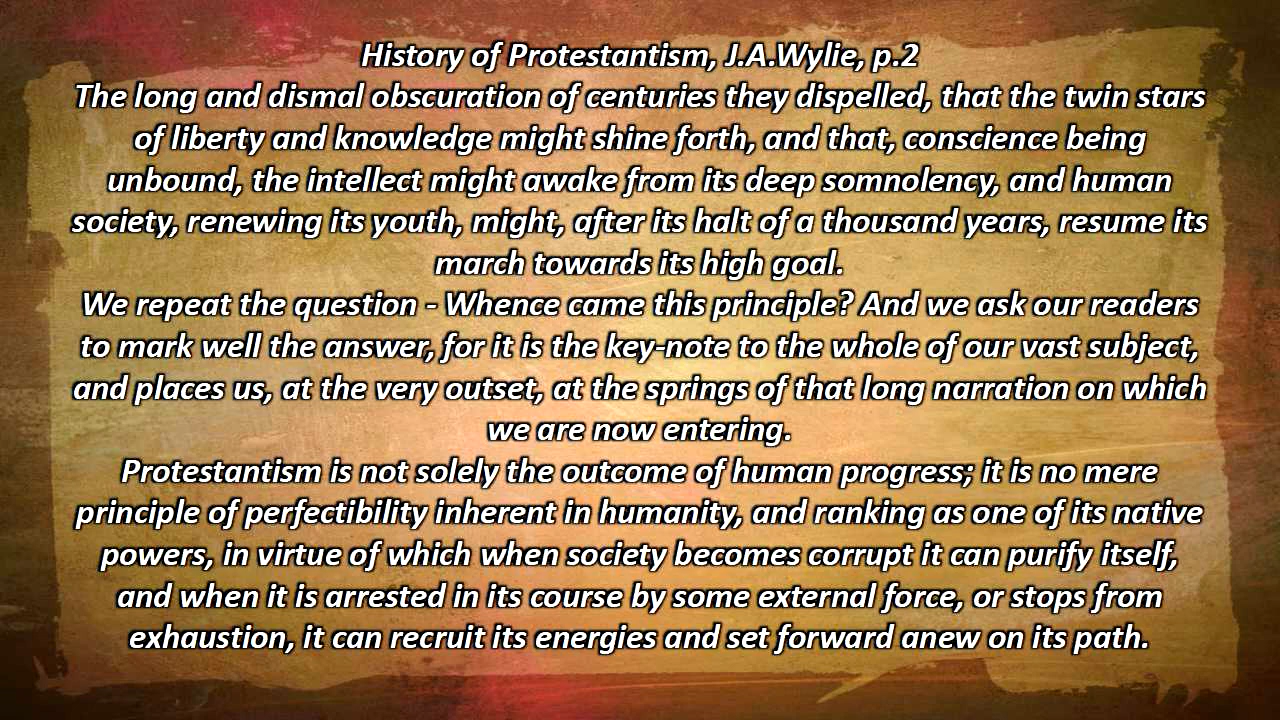 History of Protestantism, J.A.Wylie, p.2
The long and dismal obscuration of centuries they dispelled, that the twin stars
of liberty and knowledge might shine forth, and that, conscience being
unbound, the intellect might awake from its deep somnolency, and human
society, renewing its youth, might, after its halt of a thousand years, resume its
march towards its high goal.
We repeat the question - Whence came this principle? And we ask our readers
to mark well the answer, for it is the key-note to the whole of our vast subject,
and places us, at the very outset, at the springs of that long narration on which
we are now entering.
Protestantism is not solely the outcome of human progress; it is no mere
principle of perfectibility inherent in humanity, and ranking as one of its native
powers, in virtue of which when society becomes corrupt it can purify itself,
and when it is arrested in its course by some external force, or stops from
exhaustion, it can recruit its energies and set forward anew on its path.